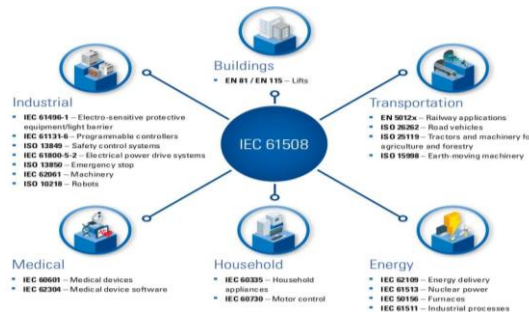 Buildings
EN 81 / EN 115 – Lifts
Industrial
IEC 61496-1 – Electro-sensitive protective
equipment/light barrier
IEC 61131-6 – Programmable controllers
ISO 13849 – Safety control systems
IEC 61800-5-2 – Electrical power drive systems
ISO 13850 – Emergency stop
IEC 62061 – Machinery
ISO 10218 – Robots
Transportation
EN 5012x – Railway applications
ISO 26262 – Road vehicles
ISO 25119 – Tractors and machinery for
agriculture and forestry
ISO 15998 – Earth-moving machinery
IEC 61508
Medical
IEC 60601 – Medical devices
IEC 62304 – Medical device software
Household
IEC 60335 – Household
appliances
IEC 60730 – Motor control
Energy
IEC 62109 – Energy delivery
IEC 61513 – Nuclear power
EN 50156 – Furnaces
IEC 61511 – Industrial processes